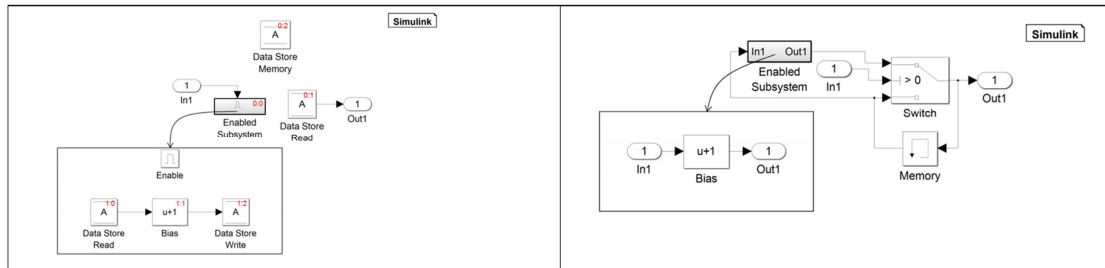 Simulink
0:2
A
Data Store
Memory
1
In1
0:0
Enabled
Subsystem
0:1
A
Data Store
Read
1
Out1
Enable
1:0
A
Data Store
Read
1:1
u+1
Bias
1:2
A
Data Store
Write
Simulink
In1 Out1
Enabled
Subsystem
1
In1
> 0
Switch
1
Out1
Memory
1
In1
u+1
Bias
1
Out1